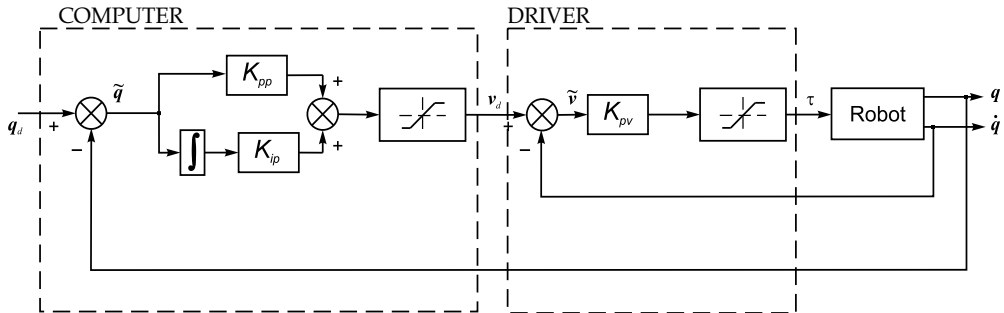 COMPUTER
DRIVER
q̃
K_pp
+
q_d
+
−
∫
K_ip
+
v_d
+
−
ṽ
K_pv
τ
Robot
q
q̇